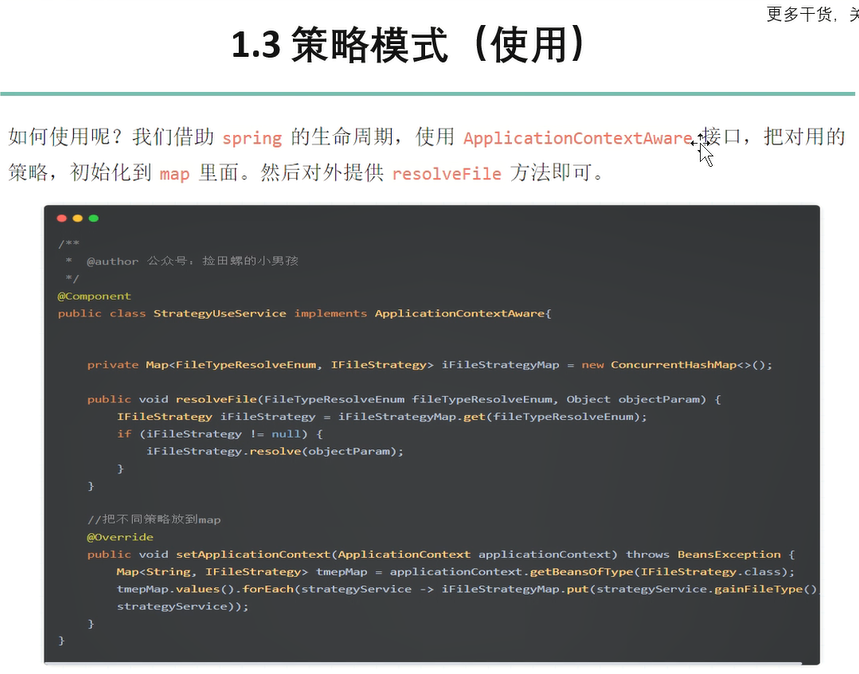 更多干货，关
1.3 策略模式（使用）
如何使用呢？我们借助 spring 的生命周期，使用 ApplicationContextAware 接口，把对用的
策略，初始化到 map 里面。然后对外提供 resolveFile 方法即可。
/**
 * @author 公众号：捡田螺的小男孩
 */
@Component
public class StrategyUseService implements ApplicationContextAware{
private Map<FileTypeResolveEnum, IFileStrategy> iFileStrategyMap = new ConcurrentHashMap<>();
public void resolveFile(FileTypeResolveEnum fileTypeResolveEnum, Object objectParam) {
IFileStrategy iFileStrategy = iFileStrategyMap.get(fileTypeResolveEnum);
if (iFileStrategy != null) {
iFileStrategy.resolve(objectParam);
}
}
//把不同策略放到map
@Override
public void setApplicationContext(ApplicationContext applicationContext) throws BeansException {
Map<String, IFileStrategy> tmepMap = applicationContext.getBeansOfType(IFileStrategy.class);
tmepMap.values().forEach(strategyService -> iFileStrategyMap.put(strategyService.gainFileType(),
strategyService));
}
}